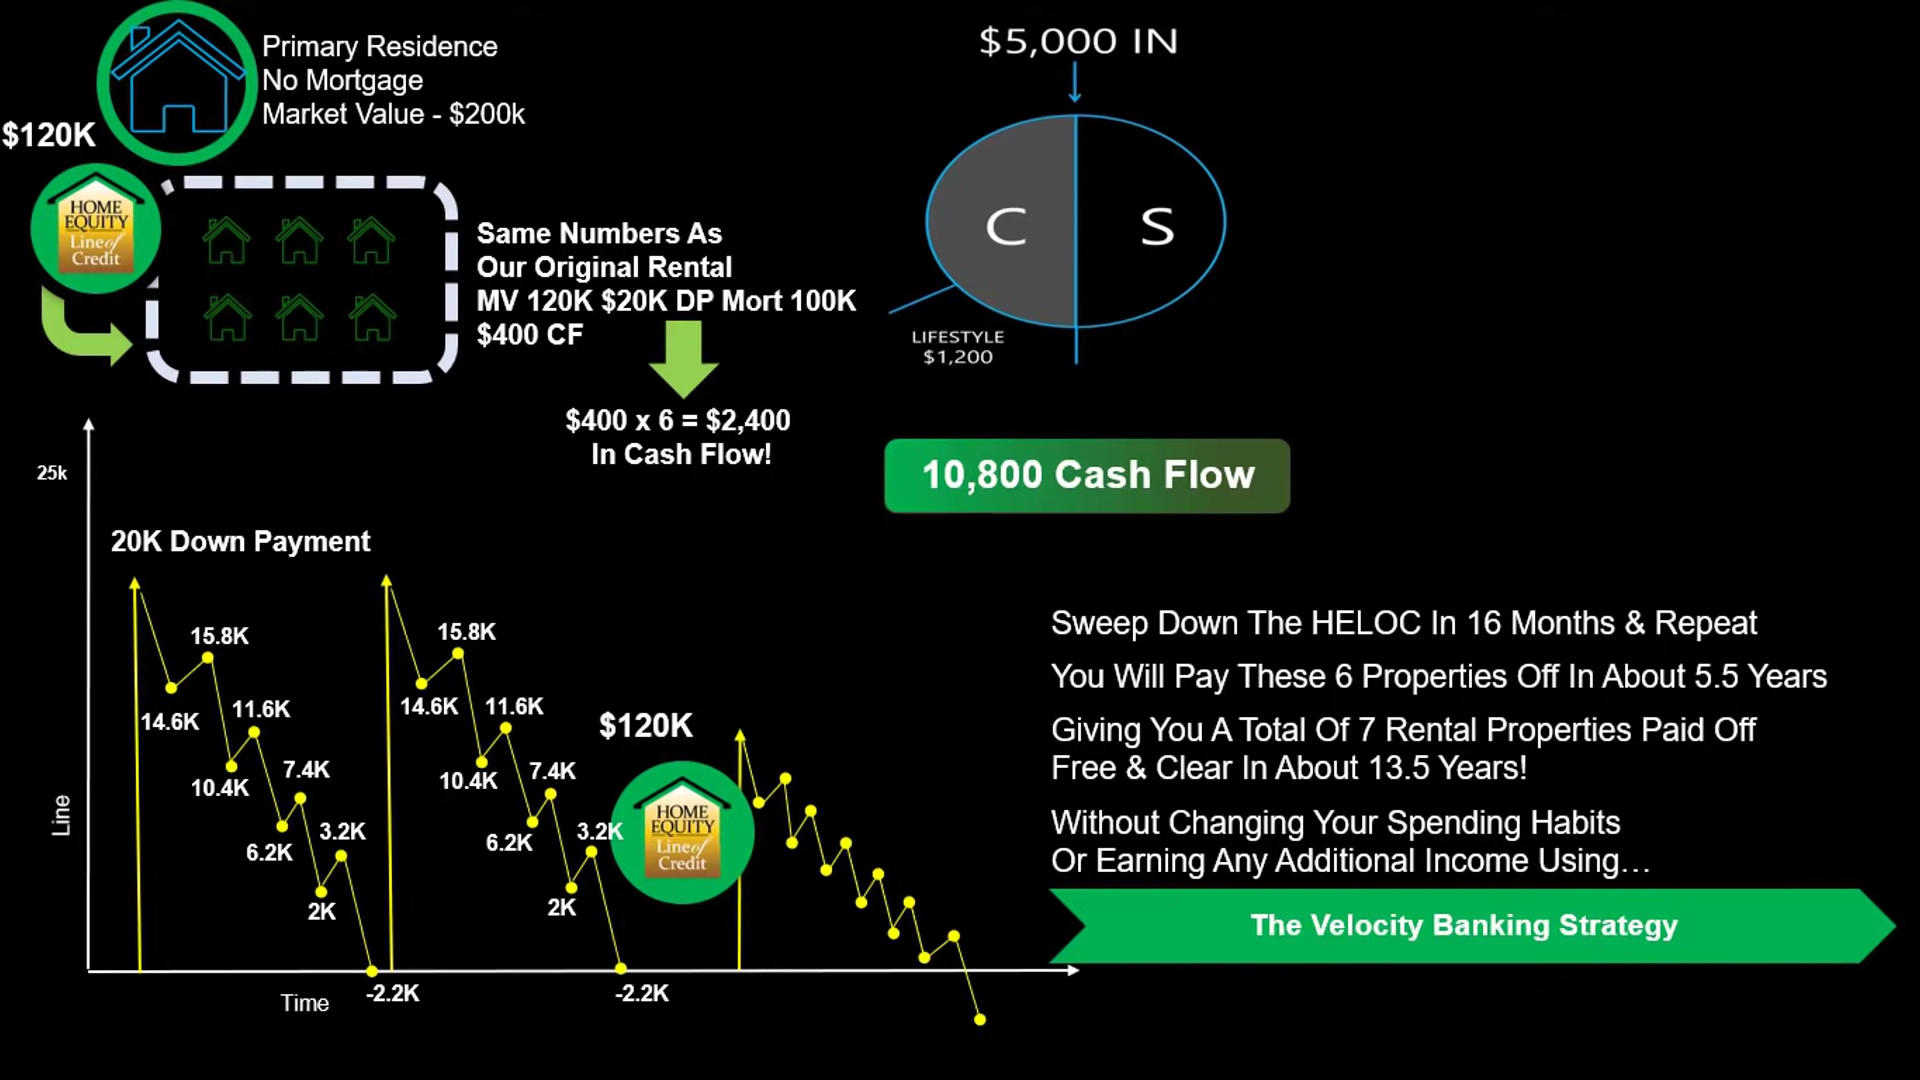 Primary Residence
No Mortgage
Market Value - $200k
$120K
HOME
EQUITY
Line of
Credit
Same Numbers As
Our Original Rental
MV 120K $20K DP Mort 100K
$400 CF
$400 x 6 = $2,400
In Cash Flow!
$5,000 IN
C
S
LIFESTYLE
$1,200
10,800 Cash Flow
25k
20K Down Payment
15.8K
14.6K
11.6K
10.4K
7.4K
6.2K
3.2K
2K
-2.2K
15.8K
14.6K
11.6K
10.4K
7.4K
6.2K
3.2K
2K
-2.2K
$120K
HOME
EQUITY
Line of
Credit
Line
Time
Sweep Down The HELOC In 16 Months & Repeat
You Will Pay These 6 Properties Off In About 5.5 Years
Giving You A Total Of 7 Rental Properties Paid Off
Free & Clear In About 13.5 Years!
Without Changing Your Spending Habits
Or Earning Any Additional Income Using…
The Velocity Banking Strategy